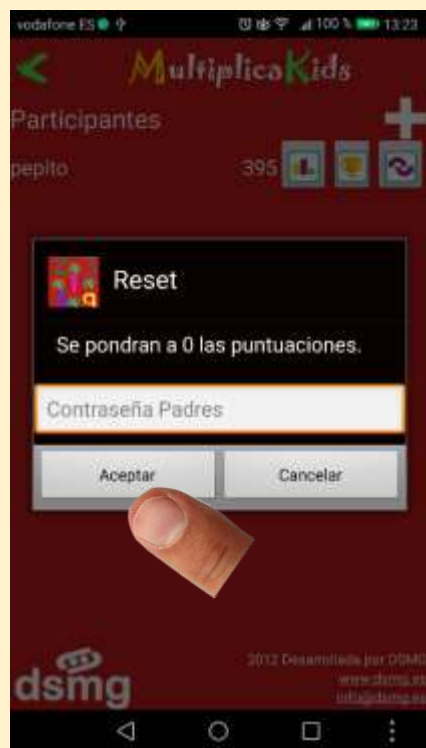 vodafone ES 100 % 13:23
MultiplicaKids
Participantes
pepito 395
Reset
Se pondran a 0 las puntuaciones.
Contraseña Padres
Aceptar Cancelar
2012 Desarrollada por DSMG
www.dsmg.es
info@dsmg.es
dsmg